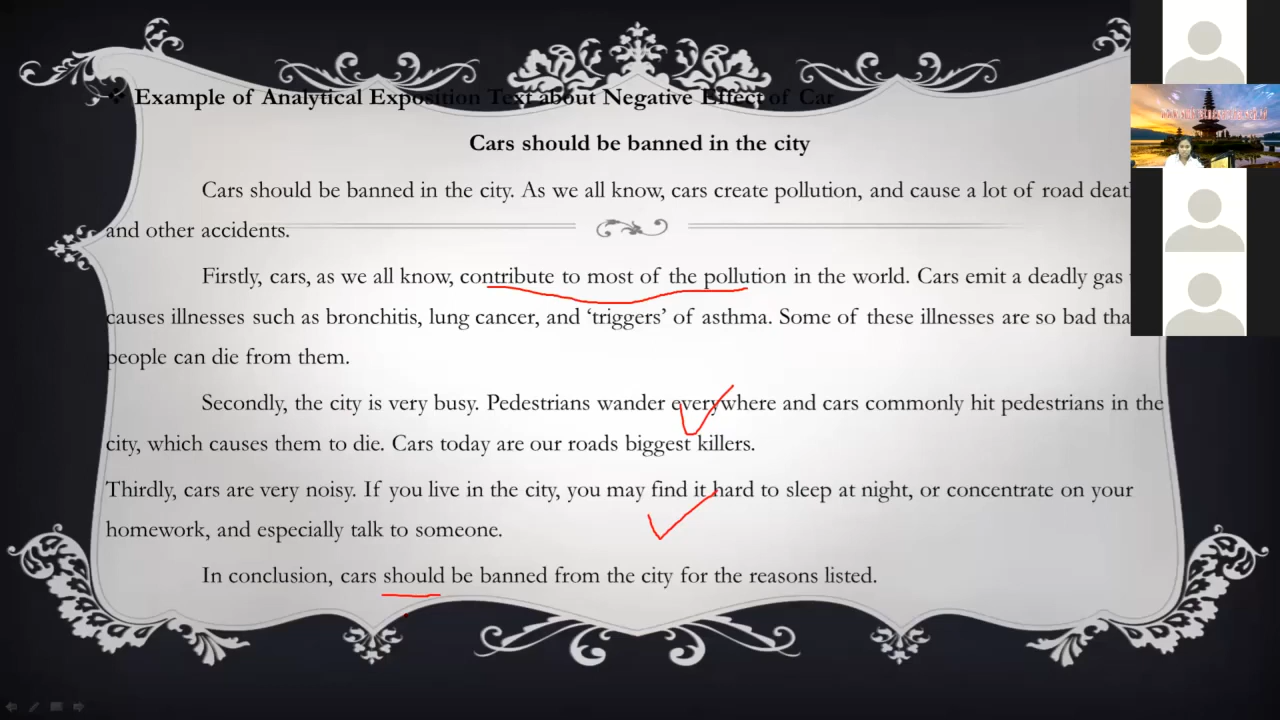 Example of Analytical Exposition Text about Negative Effect of Car
Cars should be banned in the city
Cars should be banned in the city. As we all know, cars create pollution, and cause a lot of road
and other accidents.
Firstly, cars, as we all know, contribute to most of the pollution in the world. Cars emit a deadly gas
causes illnesses such as bronchitis, lung cancer, and ‘triggers’ of asthma. Some of these illnesses are so bad
people can die from them.
Secondly, the city is very busy. Pedestrians wander everywhere and cars commonly hit pedestrians in the
city, which causes them to die. Cars today are our roads biggest killers.
Thirdly, cars are very noisy. If you live in the city, you may find it hard to sleep at night, or concentrate on your
homework, and especially talk to someone.
In conclusion, cars should be banned from the city for the reasons listed.